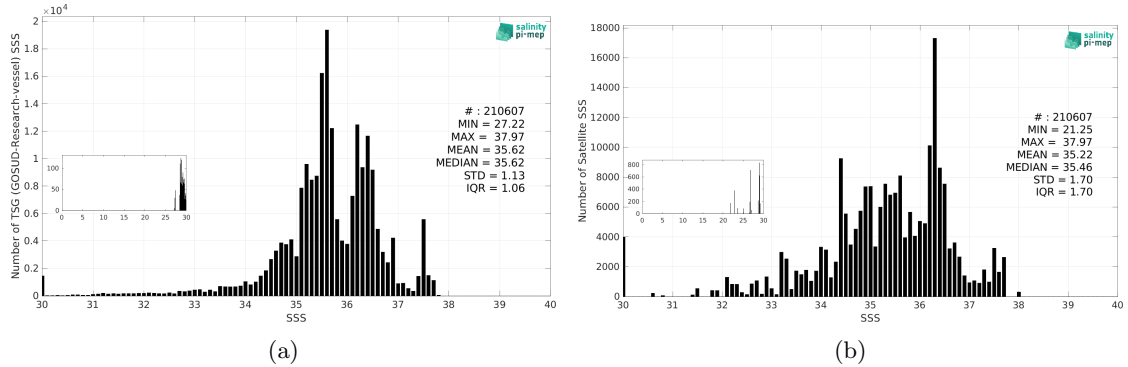 ×10⁴
2
1.8
1.6
1.4
1.2
1
0.8
0.6
0.4
0.2
0
Number of TSG (GOSUD-Research-vessel) SSS
salinity
pi-mep
# : 210607
MIN = 27.22
MAX = 37.97
MEAN = 35.62
MEDIAN = 35.62
STD = 1.13
IQR = 1.06
100
50
0
0 5 10 15 20 25 30
30 31 32 33 34 35 36 37 38 39 40
SSS
(a)
18000
16000
14000
12000
10000
8000
6000
4000
2000
0
Number of Satellite SSS
salinity
pi-mep
# : 210607
MIN = 21.25
MAX = 37.97
MEAN = 35.22
MEDIAN = 35.46
STD = 1.70
IQR = 1.70
800
600
400
200
0
0 5 10 15 20 25 30
30 31 32 33 34 35 36 37 38 39 40
SSS
(b)